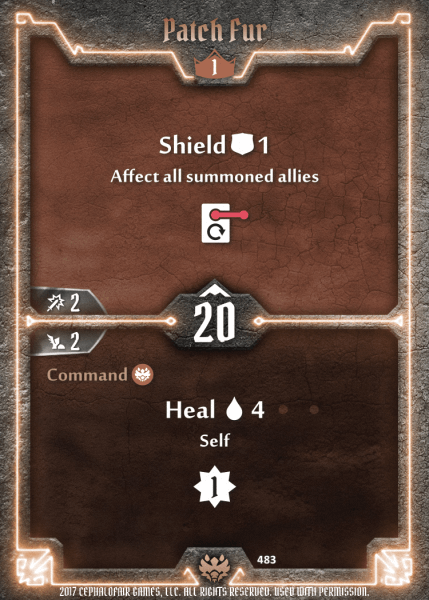 Patch Fur
1
Shield 1
Affect all summoned allies
2
20
2
Command
Heal 4
Self
1
483
2017 CEPHALOFAIR GAMES, LLC. ALL RIGHTS RESERVED. USED WITH PERMISSION.